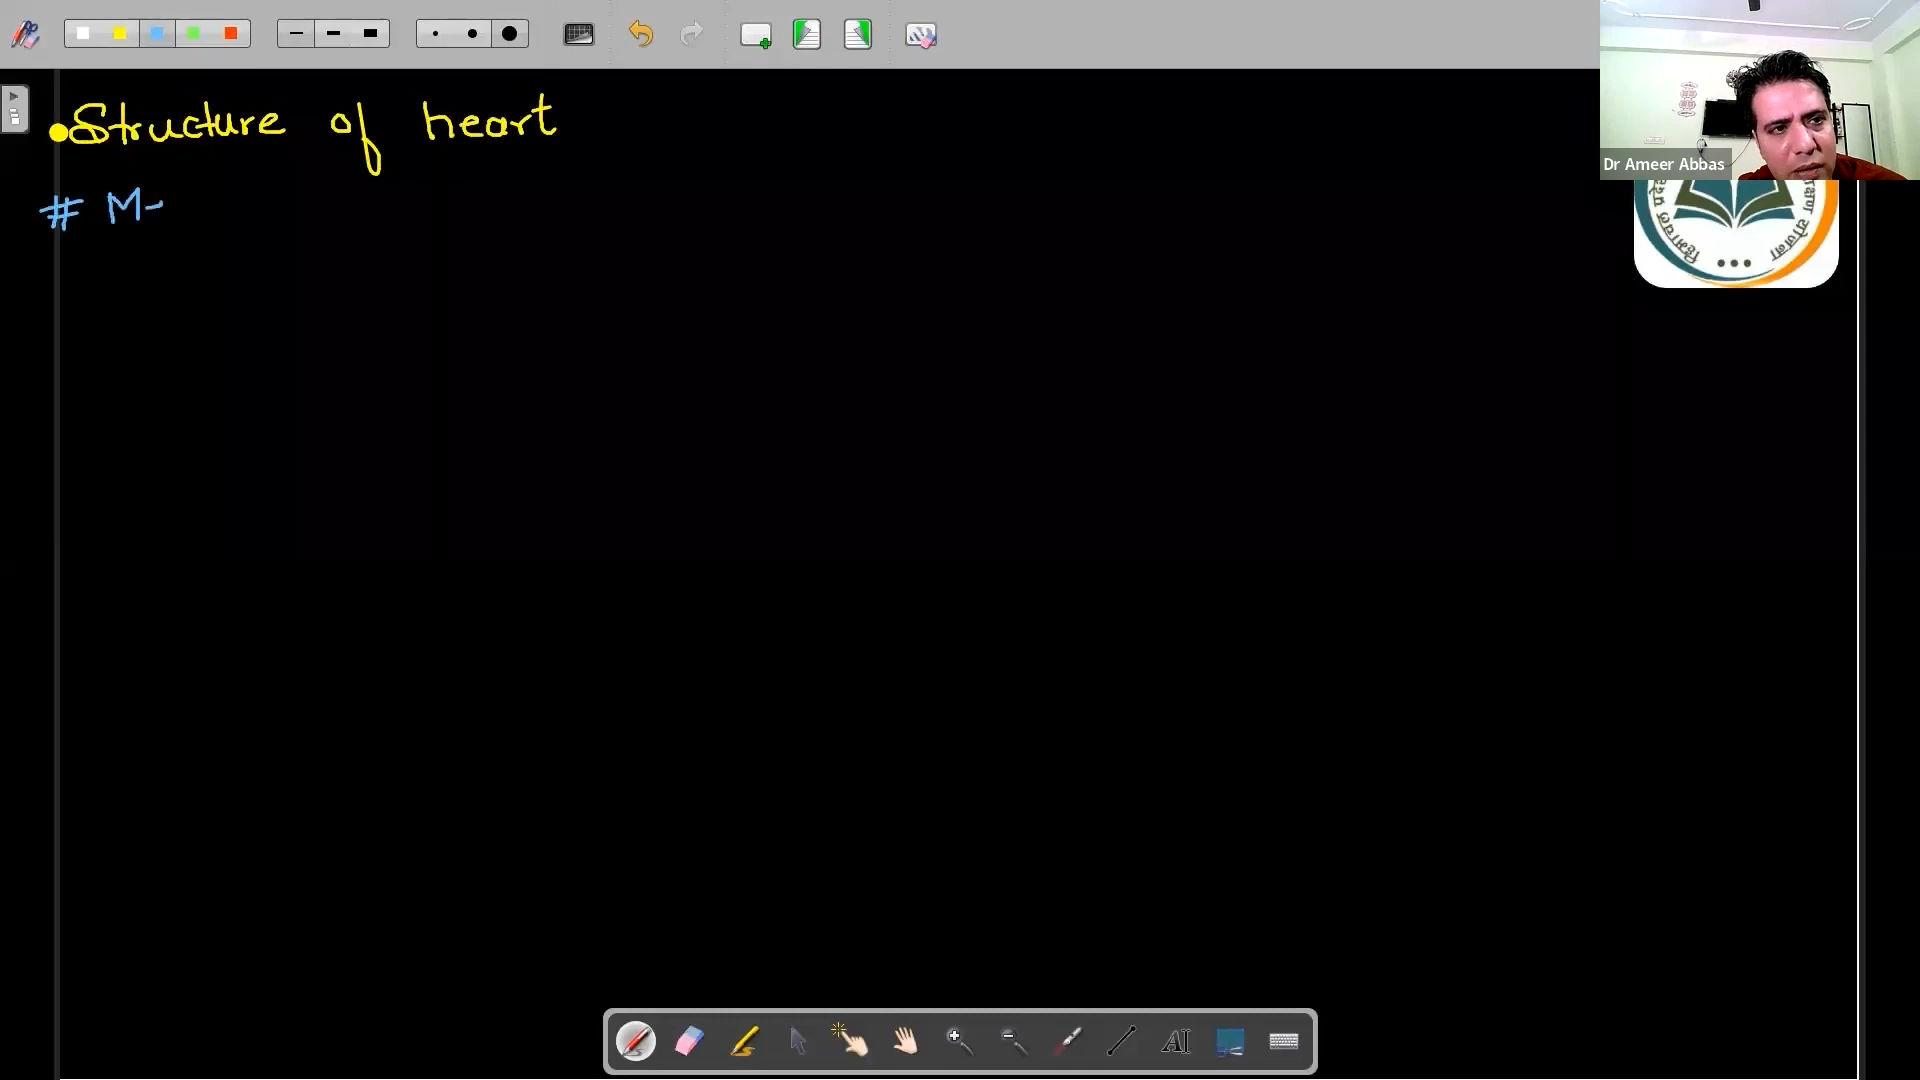 •Structure of heart
# M-
Dr Ameer Abbas